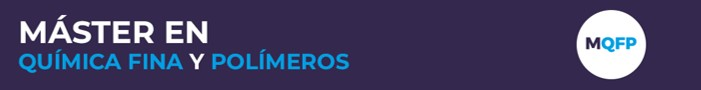 MÁSTER EN
QUÍMICA FINA Y POLÍMEROS
MQFP